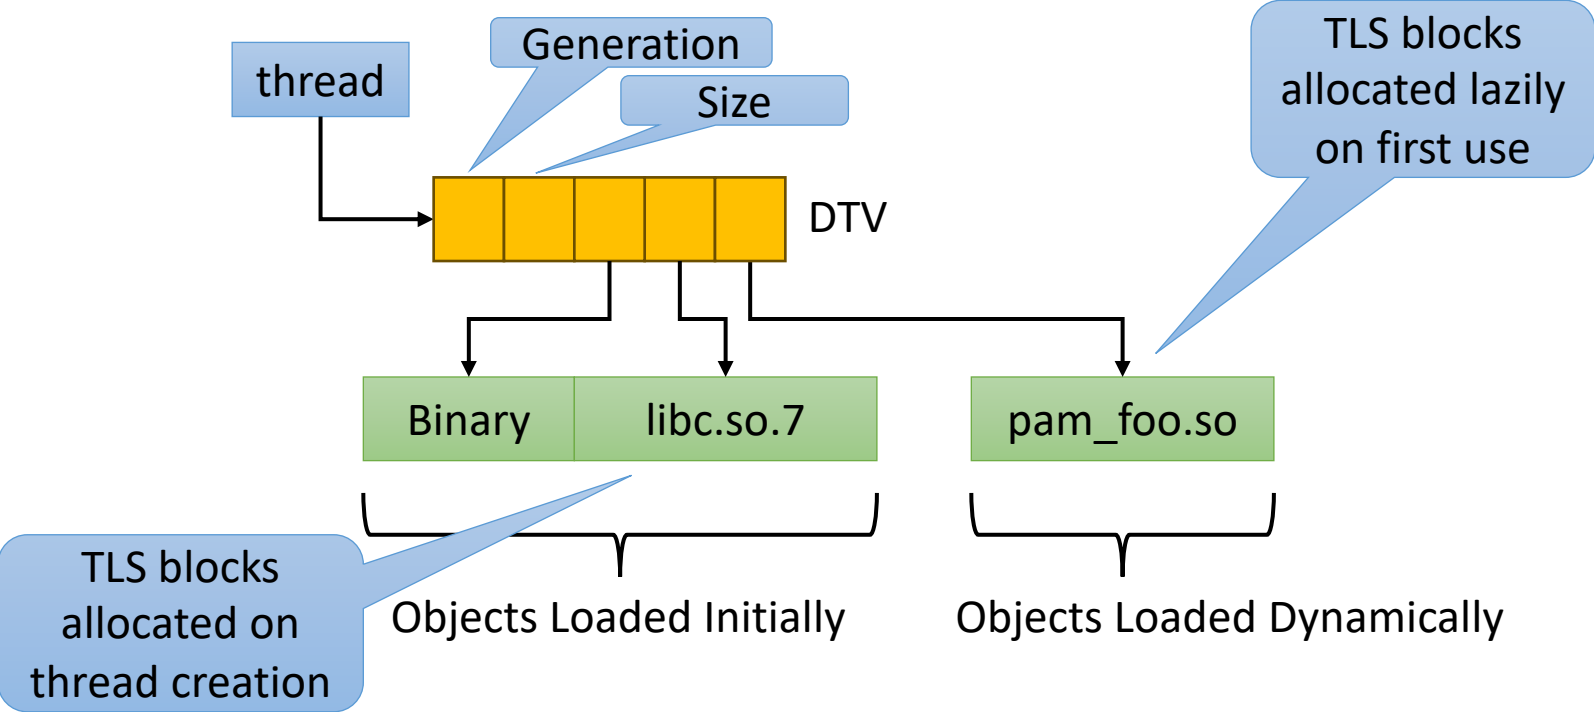 thread
Generation
Size
TLS blocks
allocated lazily
on first use
DTV
Binary
libc.so.7
pam_foo.so
TLS blocks
allocated on
thread creation
Objects Loaded Initially
Objects Loaded Dynamically